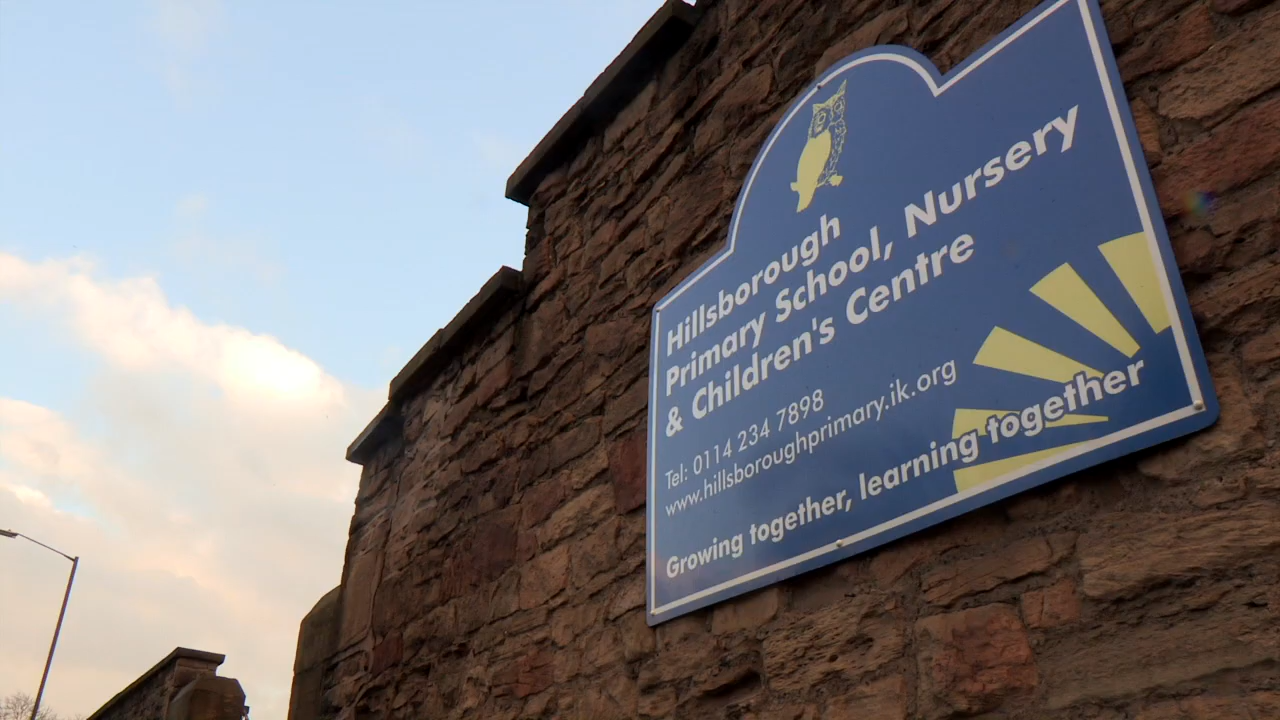 Hillsborough
Primary School, Nursery
& Children's Centre
Tel: 0114 234 7898
www.hillsboroughprimary.ik.org
Growing together, learning together